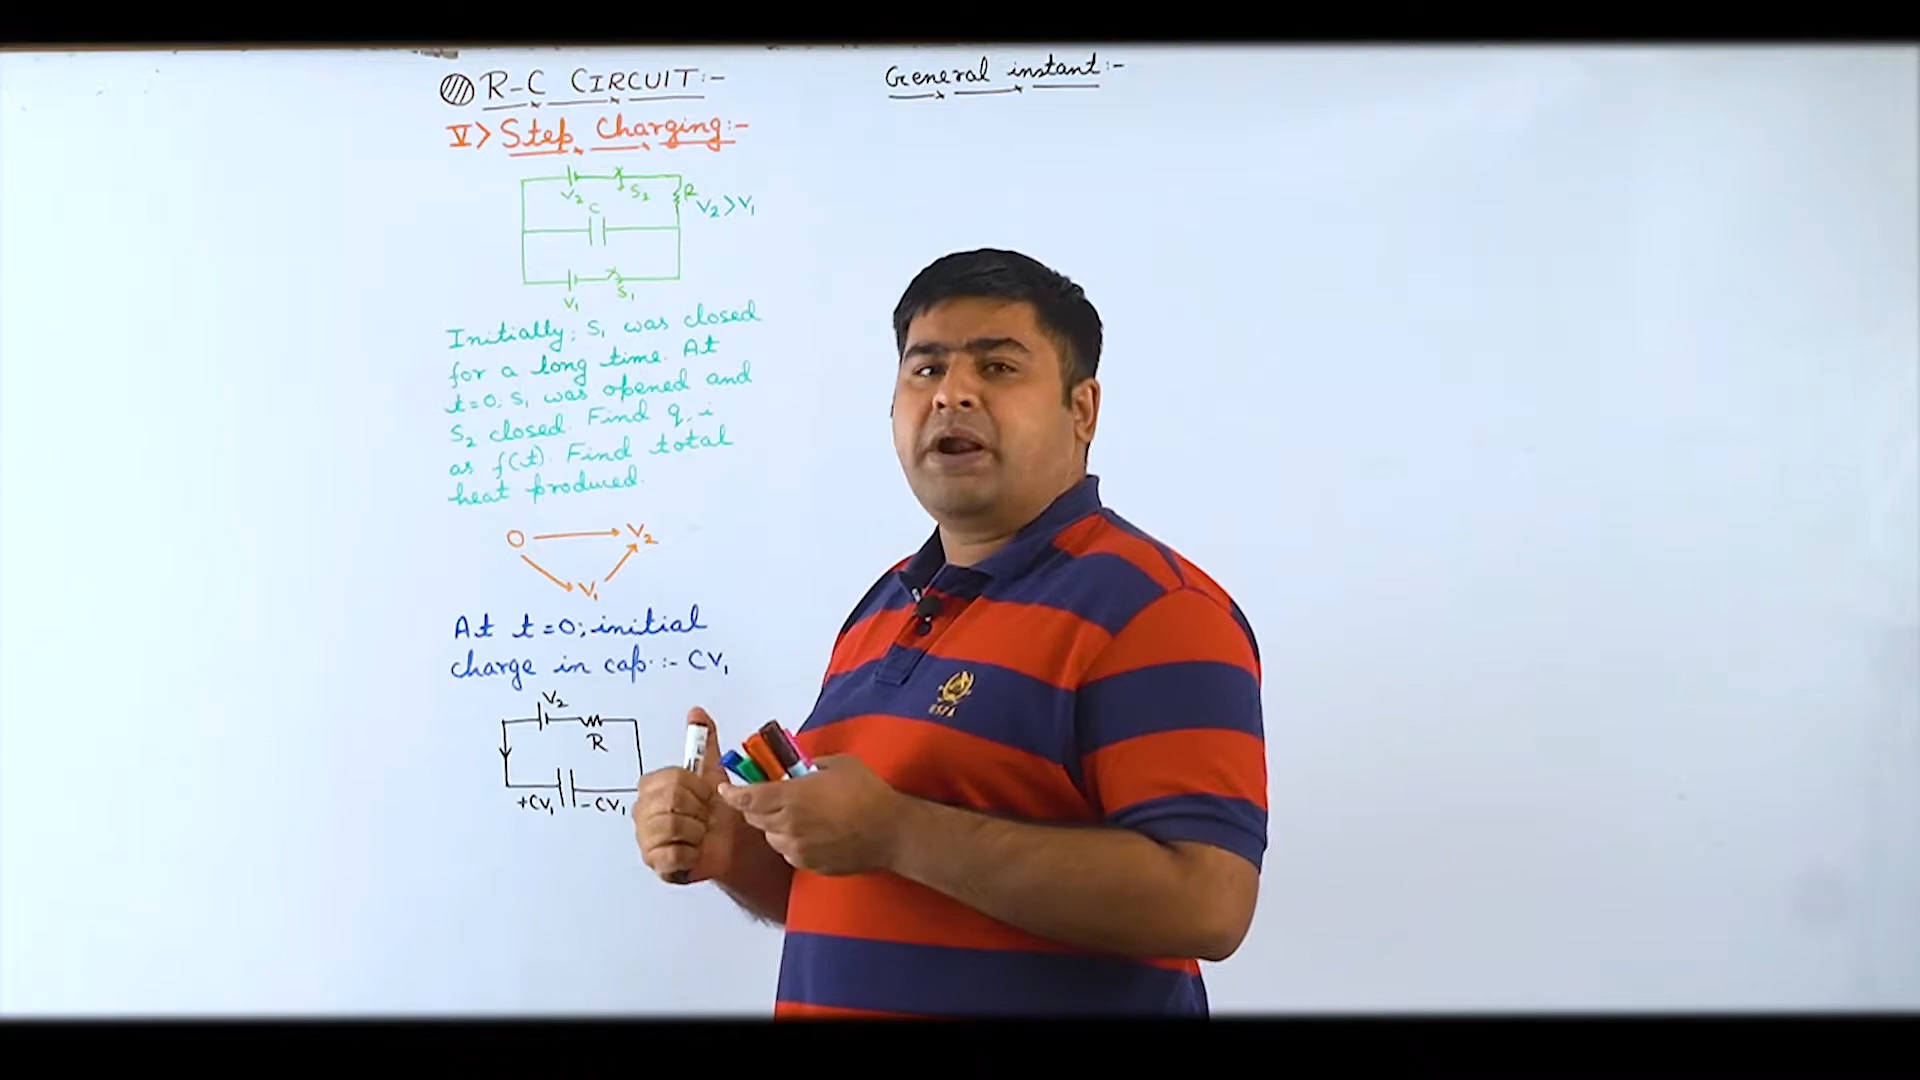 R-C CIRCUIT:-
V> Step Charging:-
V2 S2
R
C
V2 > V1
V1 S1
Initially; S1 was closed
for a long time. At
t=0; S1 was opened and
S2 closed. Find q, i
as f(t). Find total
heat produced.
0 V2
V1
At t=0; initial
charge in cap.:- CV1
V2
R
+CV1 -CV1
General instant:-